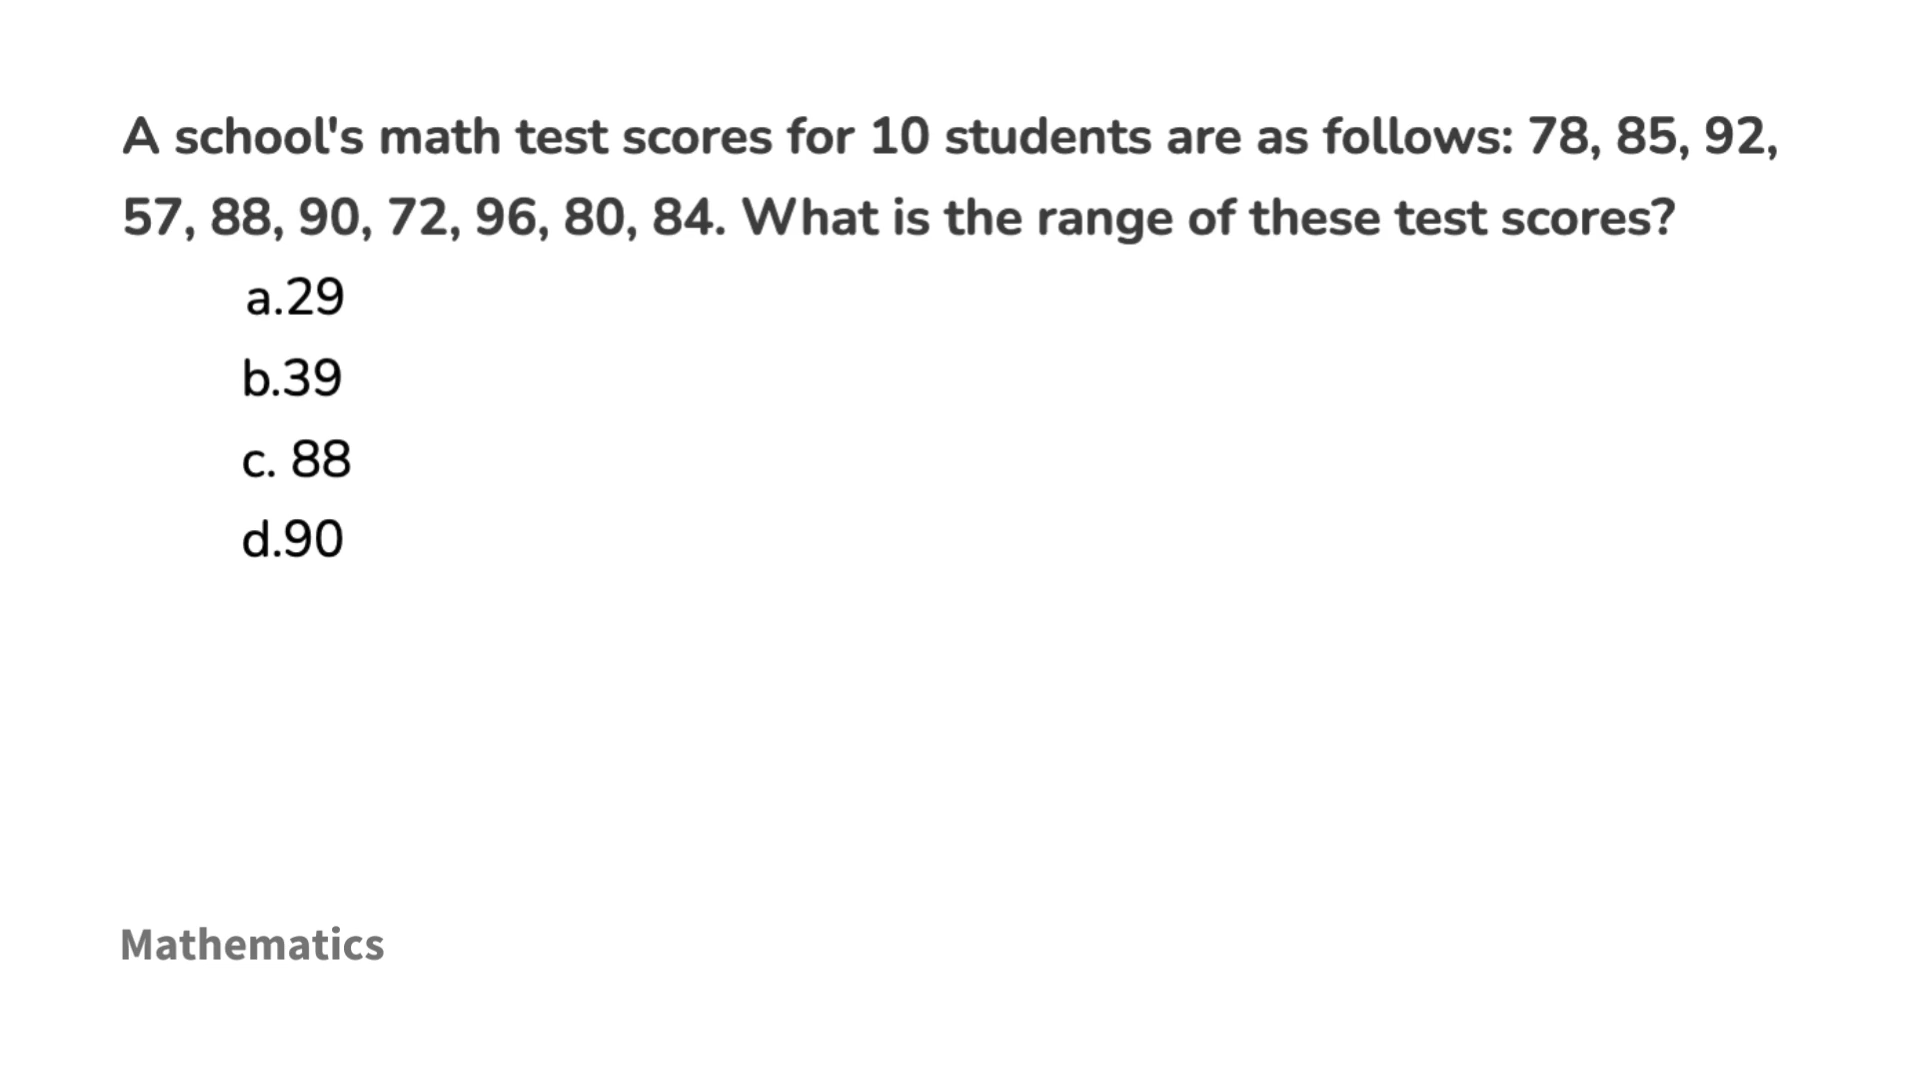 A school's math test scores for 10 students are as follows: 78, 85, 92,
57, 88, 90, 72, 96, 80, 84. What is the range of these test scores?
a.29
b.39
c. 88
d.90
Mathematics